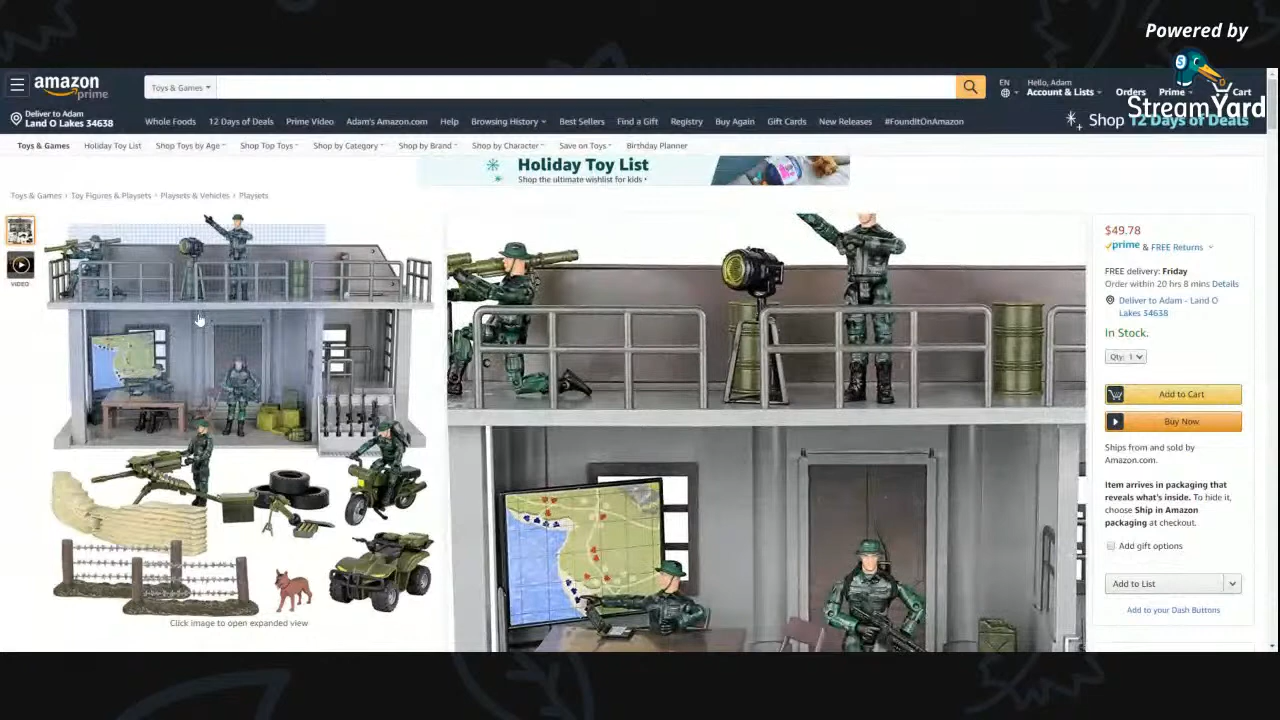 Powered by
StreamYard
amazon
prime
Toys & Games
EN
Hello, Adam
Account & Lists
Orders
Prime
0
Cart
Deliver to Adam
Land O Lakes 34638
Whole Foods
12 Days of Deals
Prime Video
Adam's Amazon.com
Help
Browsing History
Best Sellers
Find a Gift
Registry
Buy Again
Gift Cards
New Releases
#FoundItOnAmazon
Shop 12 Days of Deals
Toys & Games
Holiday Toy List
Shop Toys by Age
Shop Top Toys
Shop by Category
Shop by Brand
Shop by Character
Save on Toys
Birthday Planner
Holiday Toy List
Shop the ultimate wishlist for kids
Toys & Games › Toy Figures & Playsets › Playsets & Vehicles › Playsets
VIDEO
Click image to open expanded view
$49.78
prime & FREE Returns
FREE delivery: Friday
Order within 20 hrs 8 mins Details
Deliver to Adam - Land O
Lakes 34638
In Stock.
Qty: 1
Add to Cart
Buy Now
Ships from and sold by
Amazon.com.
Item arrives in packaging that
reveals what's inside. To hide it,
choose Ship in Amazon
packaging at checkout.
Add gift options
Add to List
Add to your Dash Buttons